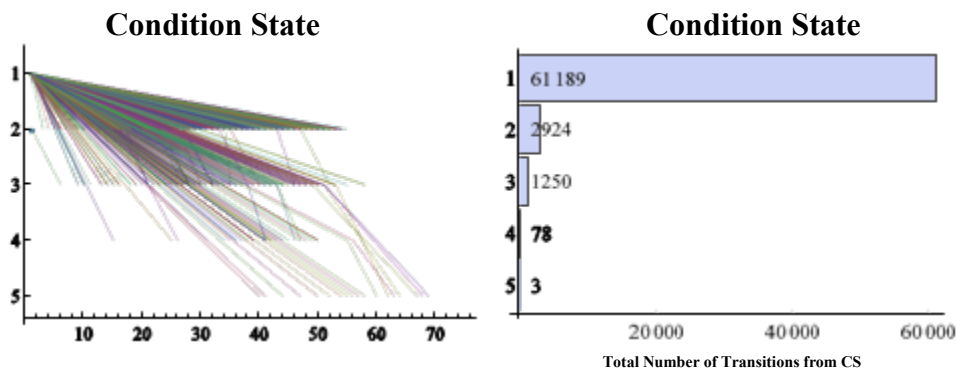 Condition State
1
2
3
4
5
10 20 30 40 50 60 70
Condition State
1 61 189
2 2924
3 1250
4 78
5 3
20 000 40 000 60 000
Total Number of Transitions from CS